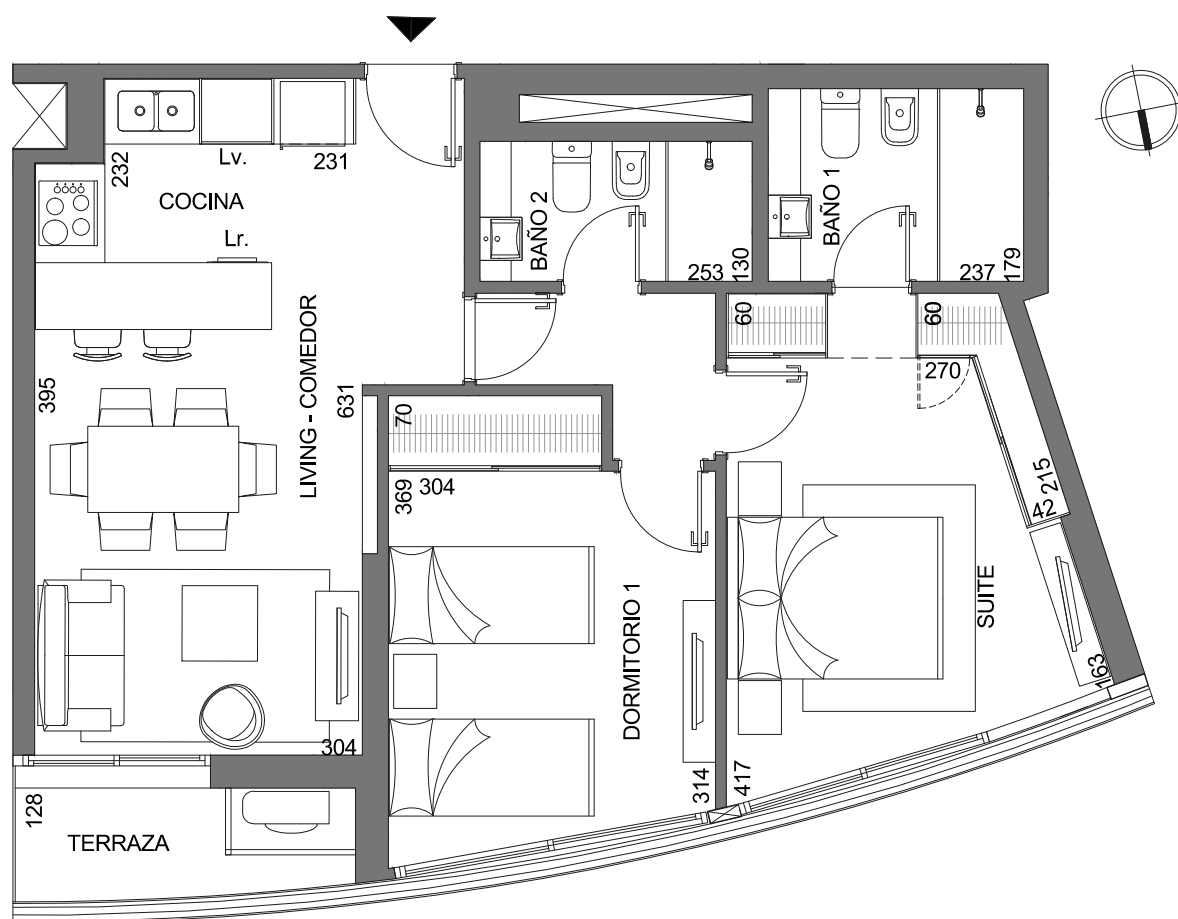 232
Lv.
231
COCINA
Lr.
BAÑO 2
253
130
BAÑO 1
237
179
60
60
270
395
LIVING - COMEDOR
631
70
369
304
215
42
SUITE
DORMITORIO 1
163
304
314
417
128
TERRAZA